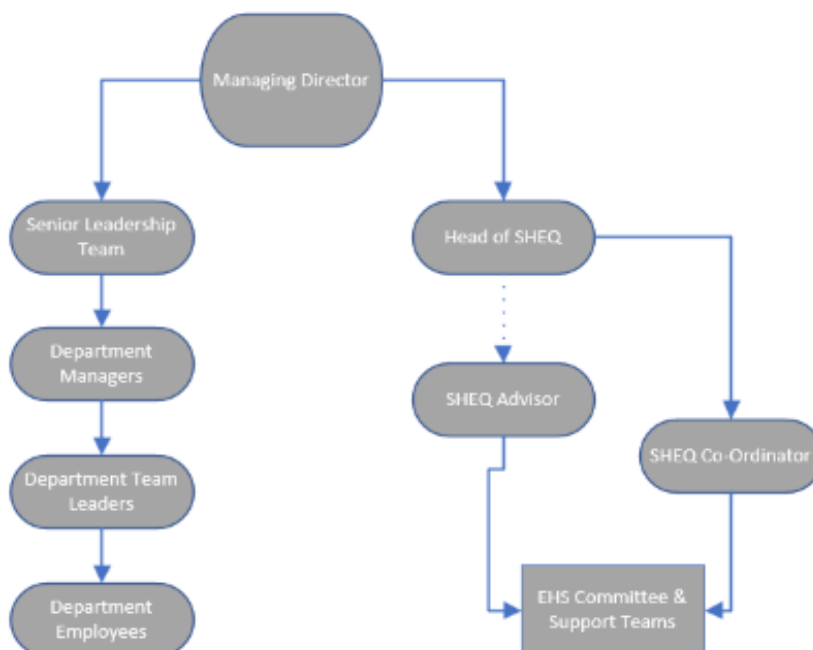 Managing Director
Senior Leadership
Team
Head of SHEQ
Department
Managers
SHEQ Advisor
SHEQ Co-Ordinator
Department Team
Leaders
Department
Employees
EHS Committee &
Support Teams